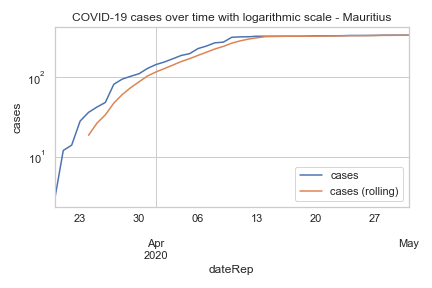 COVID-19 cases over time with logarithmic scale - Mauritius
cases
10²
10¹
cases
cases (rolling)
23
30
06
13
20
27
Apr
2020
May
dateRep